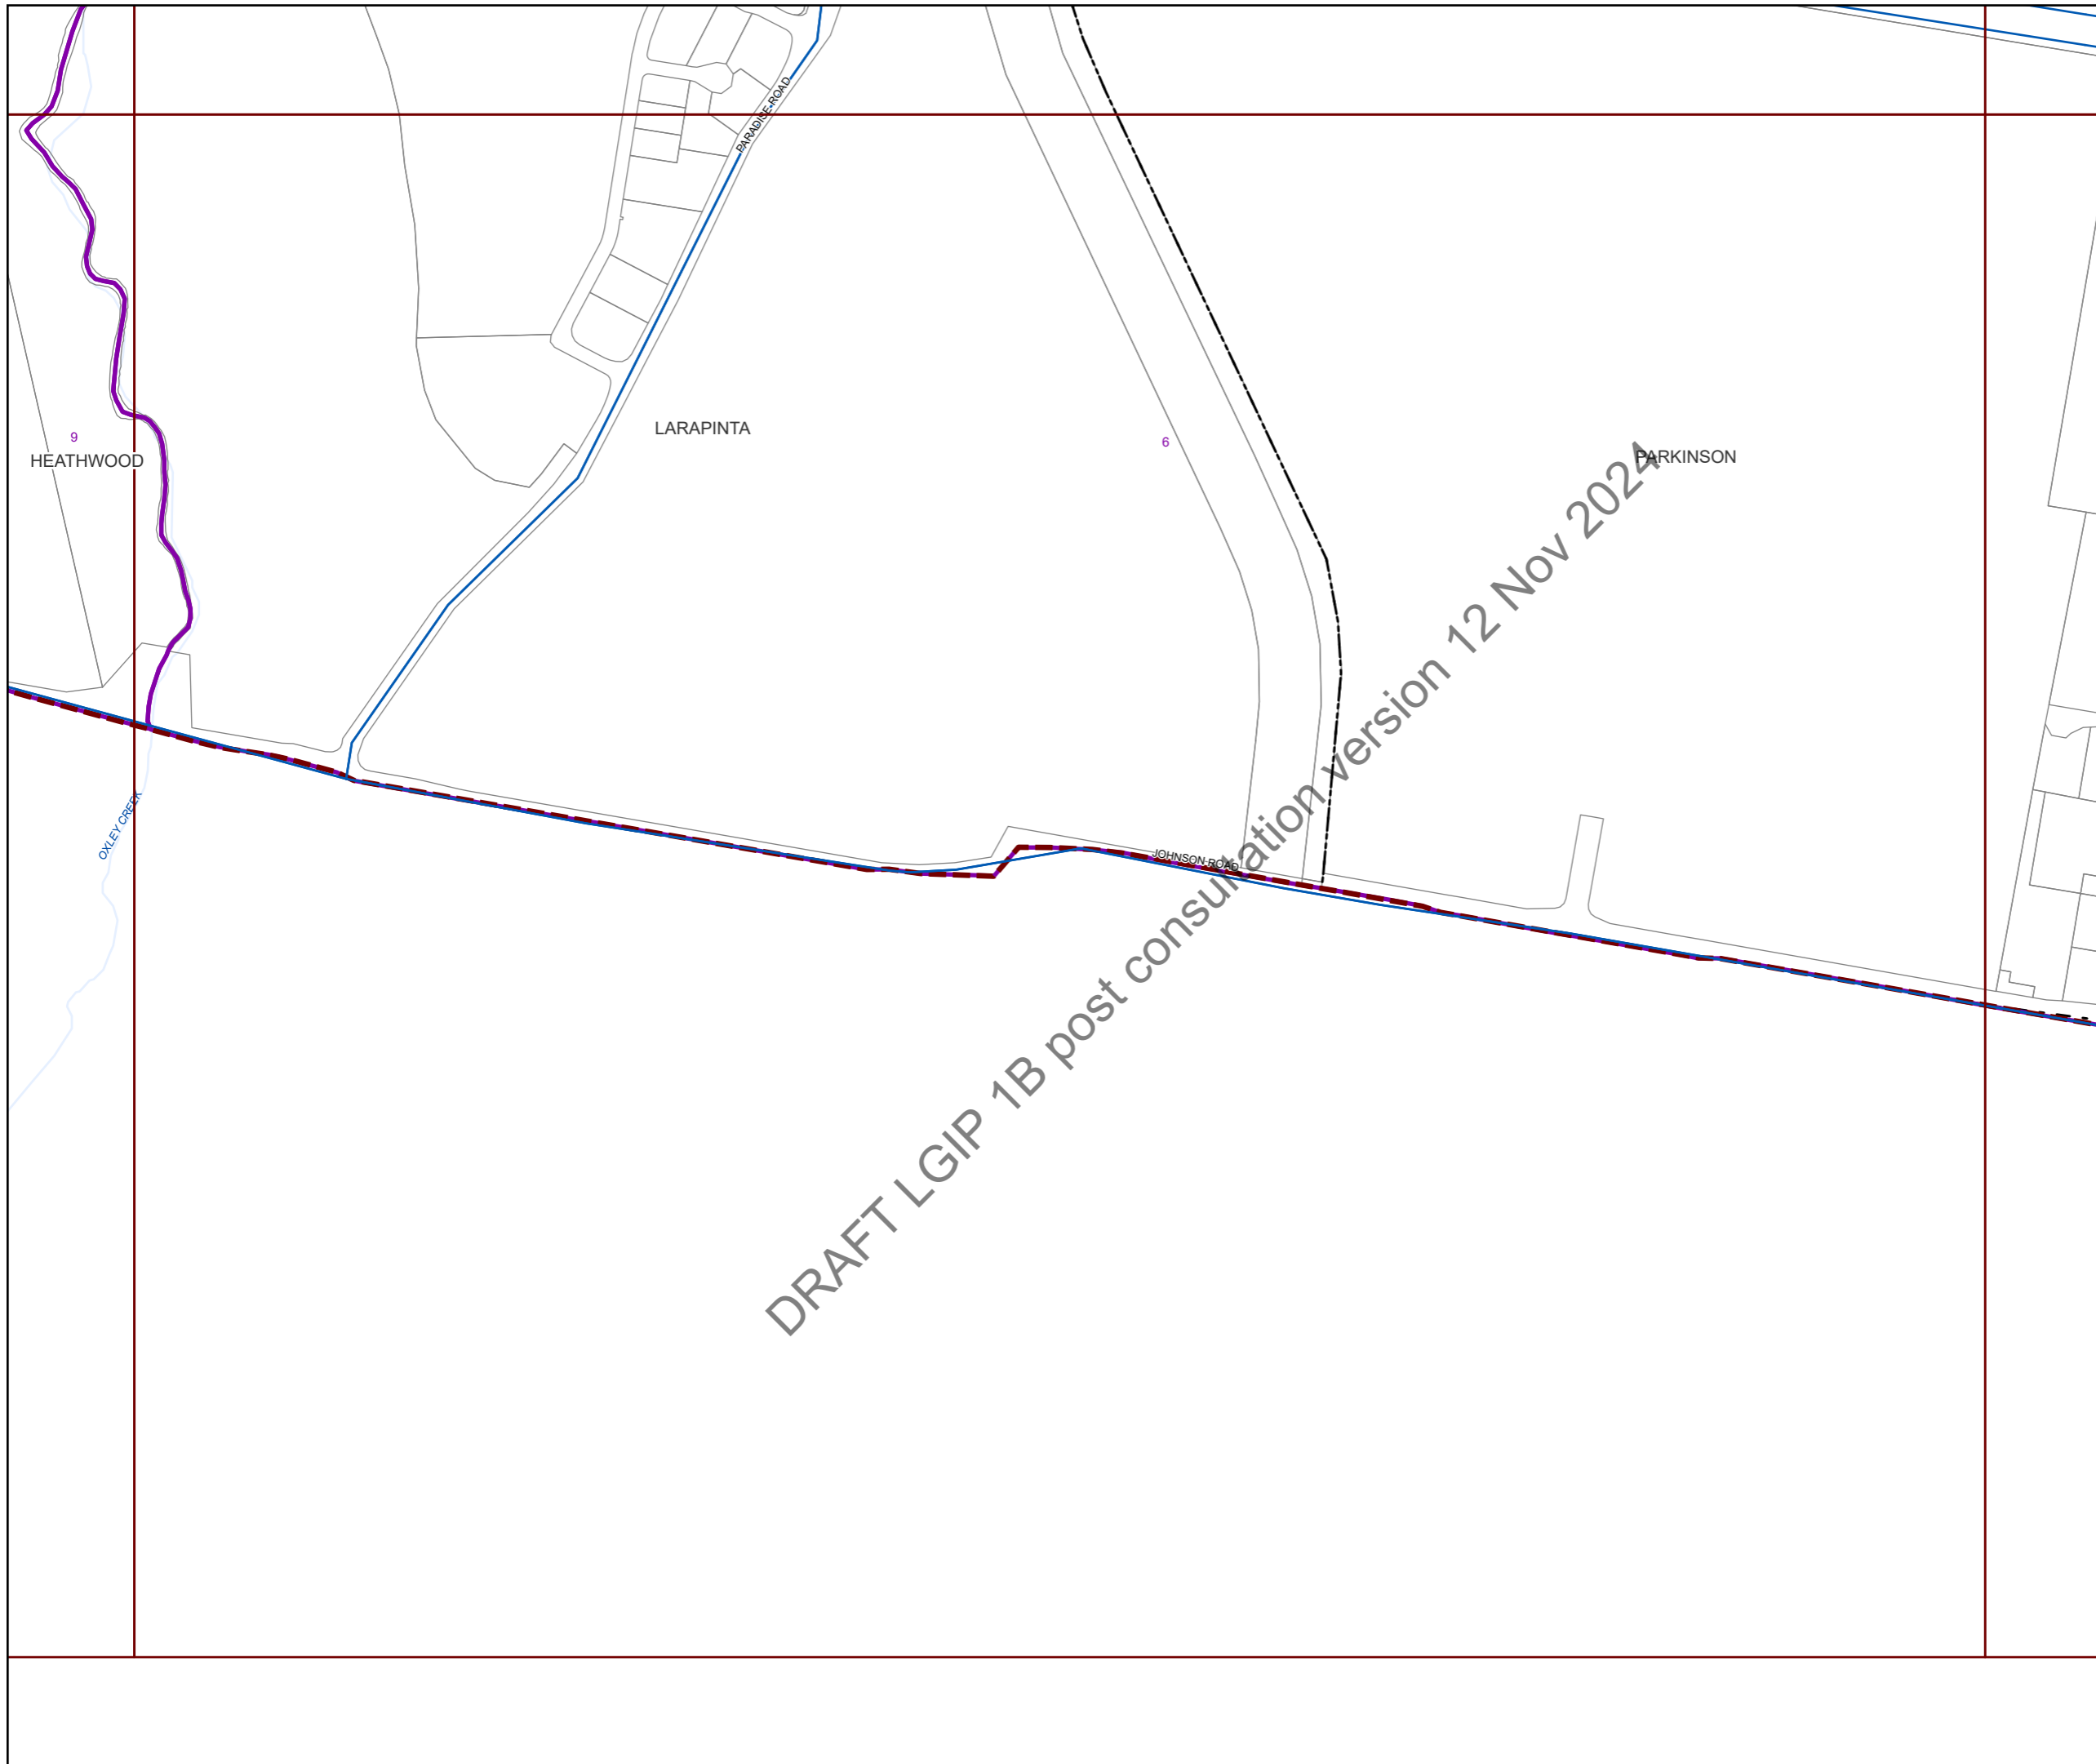 PARADISE ROAD
LARAPINTA
9
6
HEATHWOOD
PARKINSON
DRAFT LGIP 1B post consultation version 12 Nov 2024
OXLEY CREEK
JOHNSON ROAD